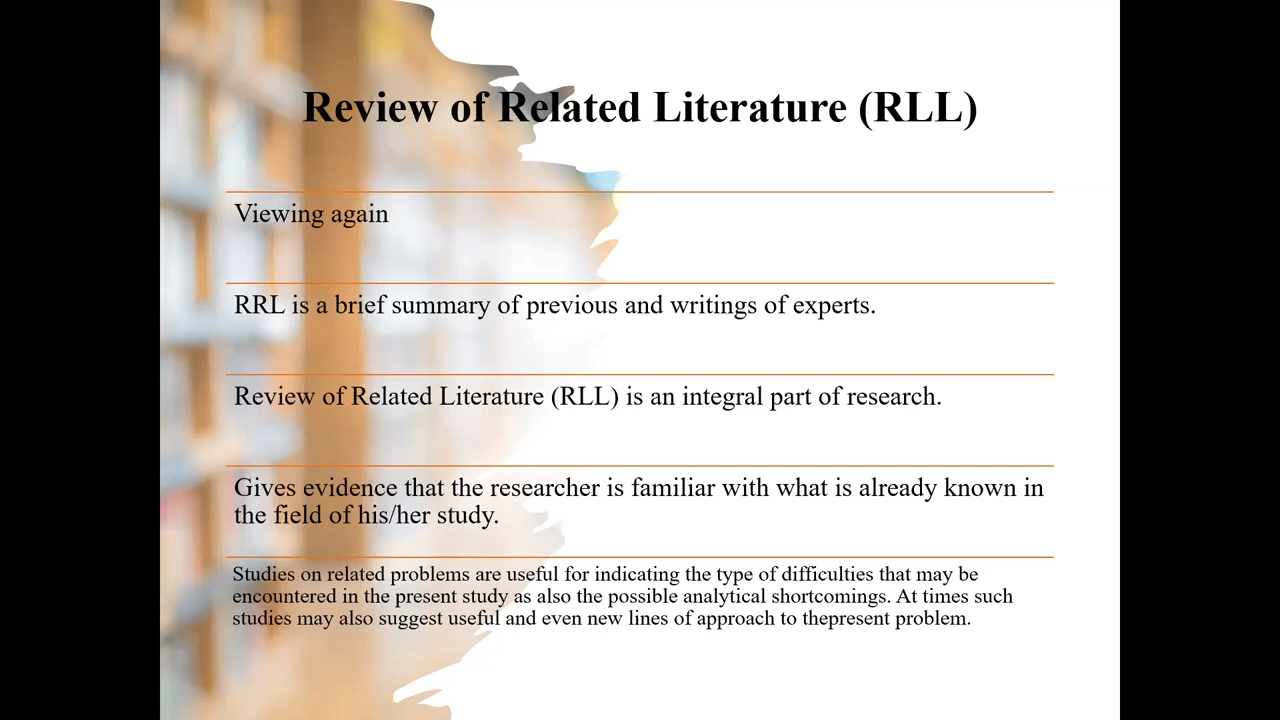 Review of Related Literature (RLL)
Viewing again
RRL is a brief summary of previous and writings of experts.
Review of Related Literature (RLL) is an integral part of research.
Gives evidence that the researcher is familiar with what is already known in
the field of his/her study.
Studies on related problems are useful for indicating the type of difficulties that may be
encountered in the present study as also the possible analytical shortcomings. At times such
studies may also suggest useful and even new lines of approach to thepresent problem.